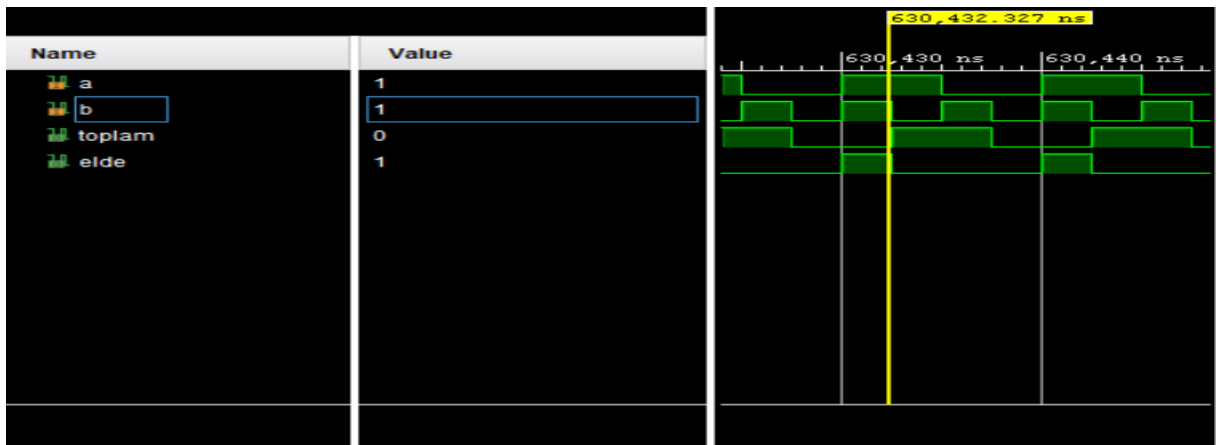 630,432.327 ns
Name Value
630,430 ns 630,440 ns
a 1
b 1
toplam 0
elde 1